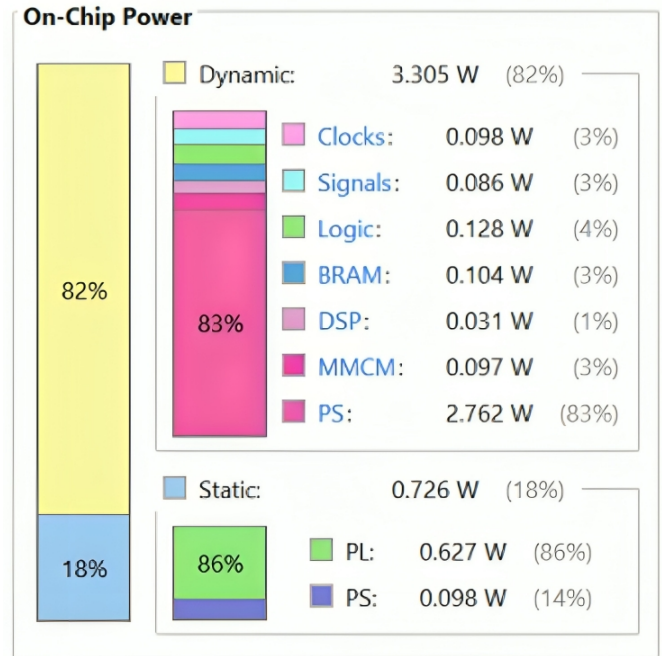 On-Chip Power
Dynamic: 3.305 W (82%)
Clocks: 0.098 W (3%)
Signals: 0.086 W (3%)
Logic: 0.128 W (4%)
BRAM: 0.104 W (3%)
DSP: 0.031 W (1%)
MMCM: 0.097 W (3%)
PS: 2.762 W (83%)
82%
83%
Static: 0.726 W (18%)
PL: 0.627 W (86%)
PS: 0.098 W (14%)
18%
86%